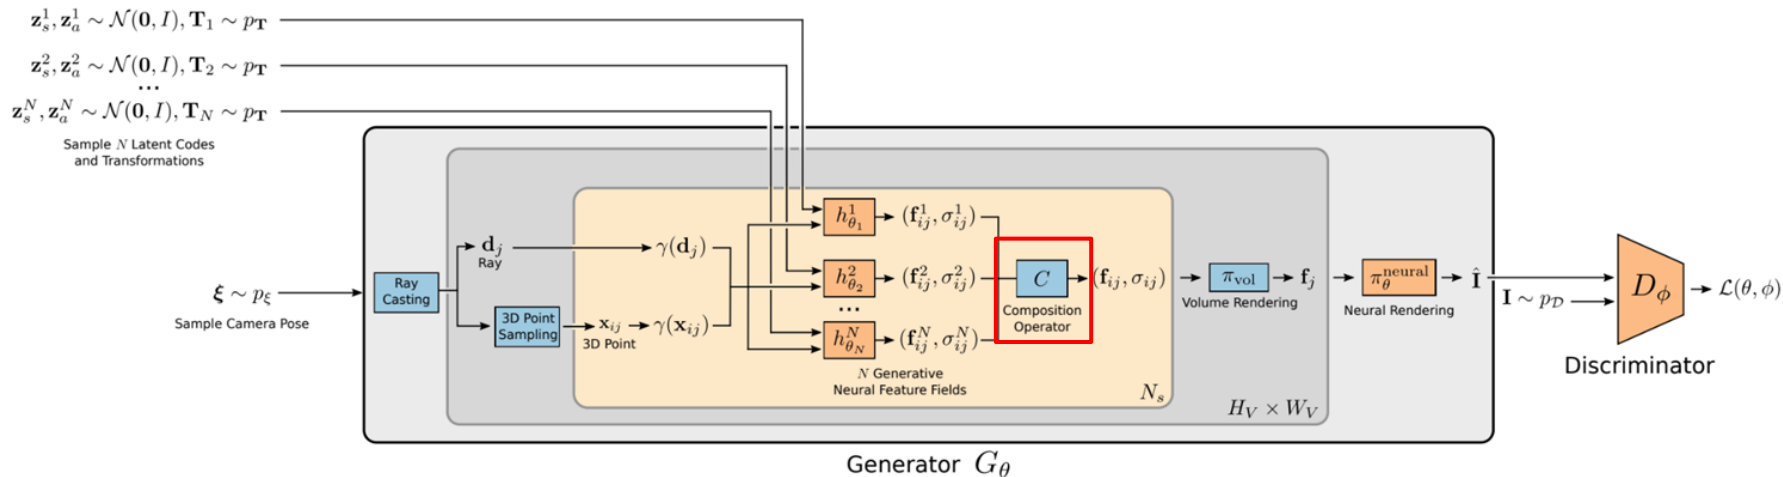 𝐳_s^1, 𝐳_a^1 ∼ 𝒩(𝟎, I), 𝐓_1 ∼ p_𝐓
𝐳_s^2, 𝐳_a^2 ∼ 𝒩(𝟎, I), 𝐓_2 ∼ p_𝐓
...
𝐳_s^N, 𝐳_a^N ∼ 𝒩(𝟎, I), 𝐓_N ∼ p_𝐓
Sample N Latent Codes
and Transformations
ξ ∼ p_ξ
Sample Camera Pose
Ray
Casting
𝐝_j
Ray
3D Point
Sampling
𝐱_ij
3D Point
γ(𝐝_j)
γ(𝐱_ij)
h_θ_1^1
(𝐟_ij^1, σ_ij^1)
h_θ_2^2
(𝐟_ij^2, σ_ij^2)
...
h_θ_N^N
(𝐟_ij^N, σ_ij^N)
N Generative
Neural Feature Fields
C
Composition
Operator
(𝐟_ij, σ_ij)
N_s
π_vol
Volume Rendering
𝐟_j
H_V × W_V
π_θ^neural
Neural Rendering
Î
𝐈 ∼ p_𝒟
D_ϕ
Discriminator
ℒ(θ, ϕ)
Generator G_θ